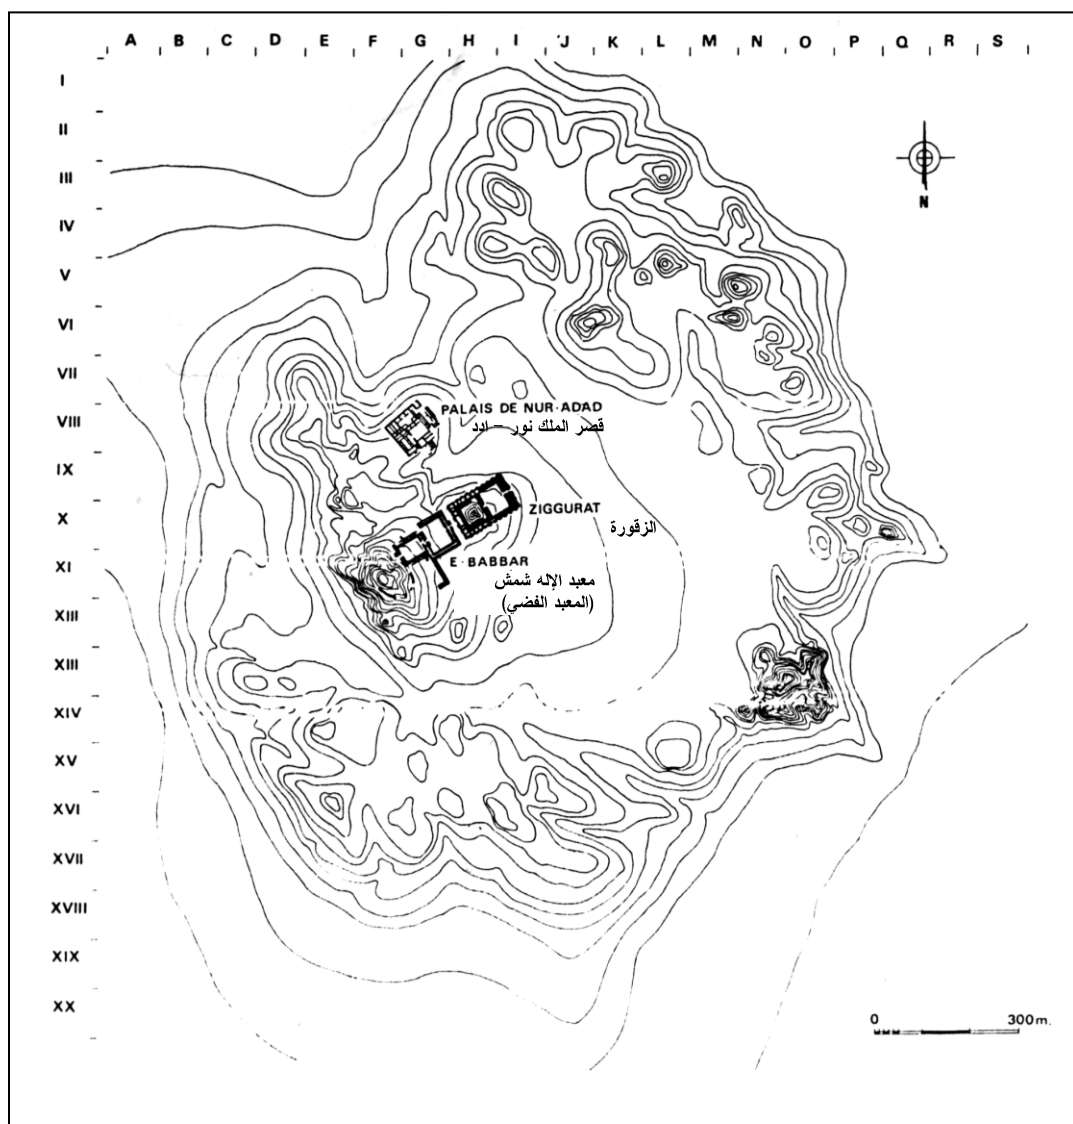 A B C D E F G H I J K L M N O P Q R S
I
II
III
IV
V
VI
VII
VIII
IX
X
XI
XIII
XIII
XIV
XV
XVI
XVII
XVIII
XIX
XX
N
PALAIS DE NUR-ADAD
قصر الملك نور – ادد
ZIGGURAT
الزقورة
E-BABBAR
معبد الإله شمش
(المعبد الفضي)
0 300m.